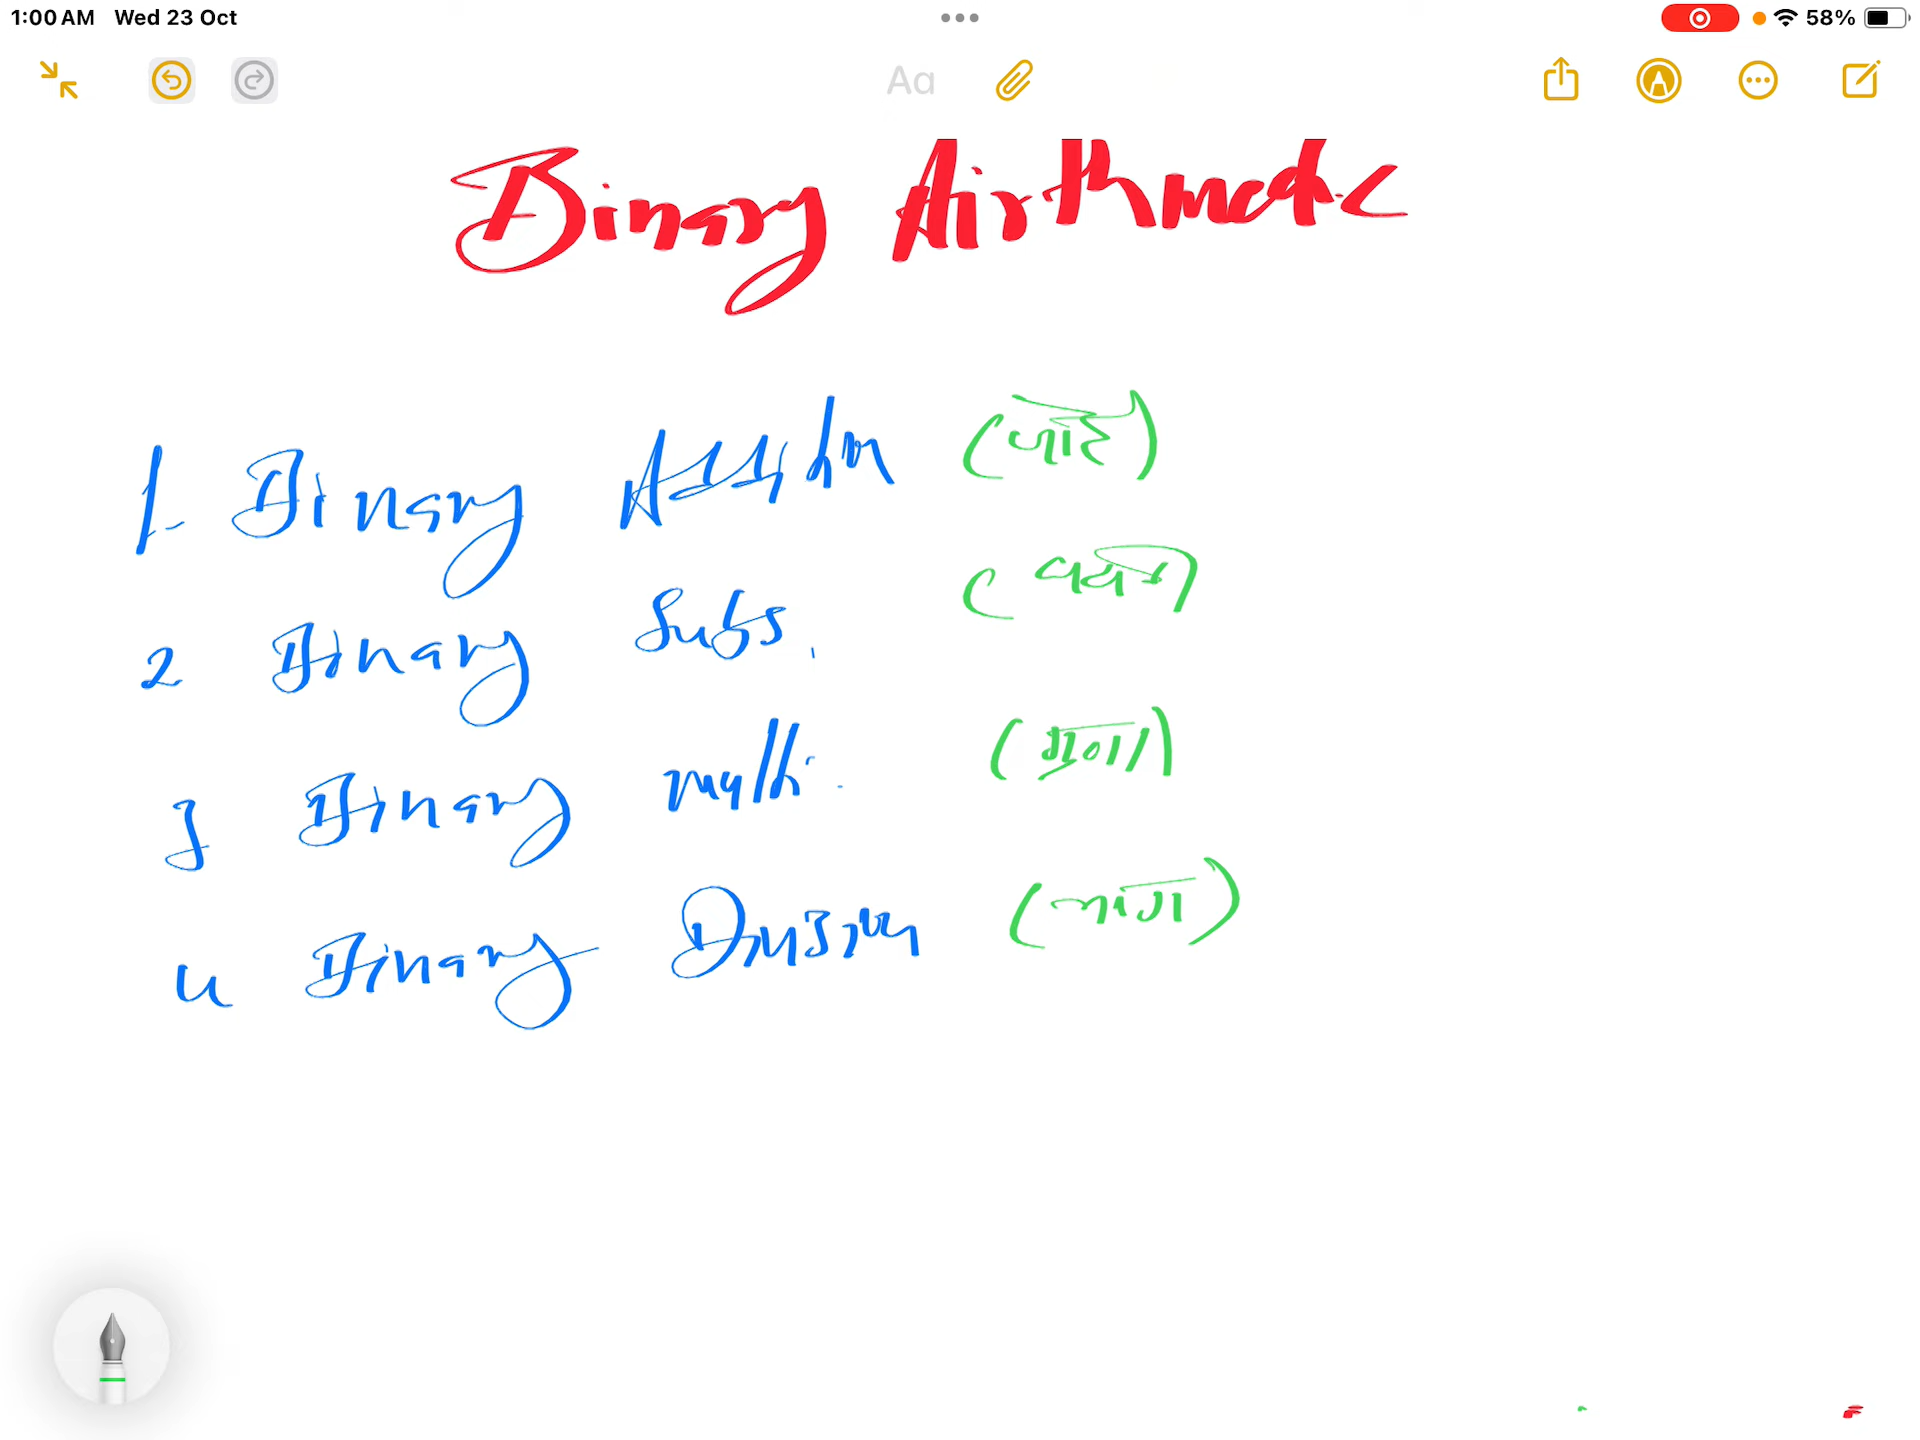 1:00 AM Wed 23 Oct 58%
Aa
Binary Airthmetic
1. Binary Addition (जोड़)
2 Binary Subs.
3 Binary multi. (गुणा)
4 Binary Division (भाग)